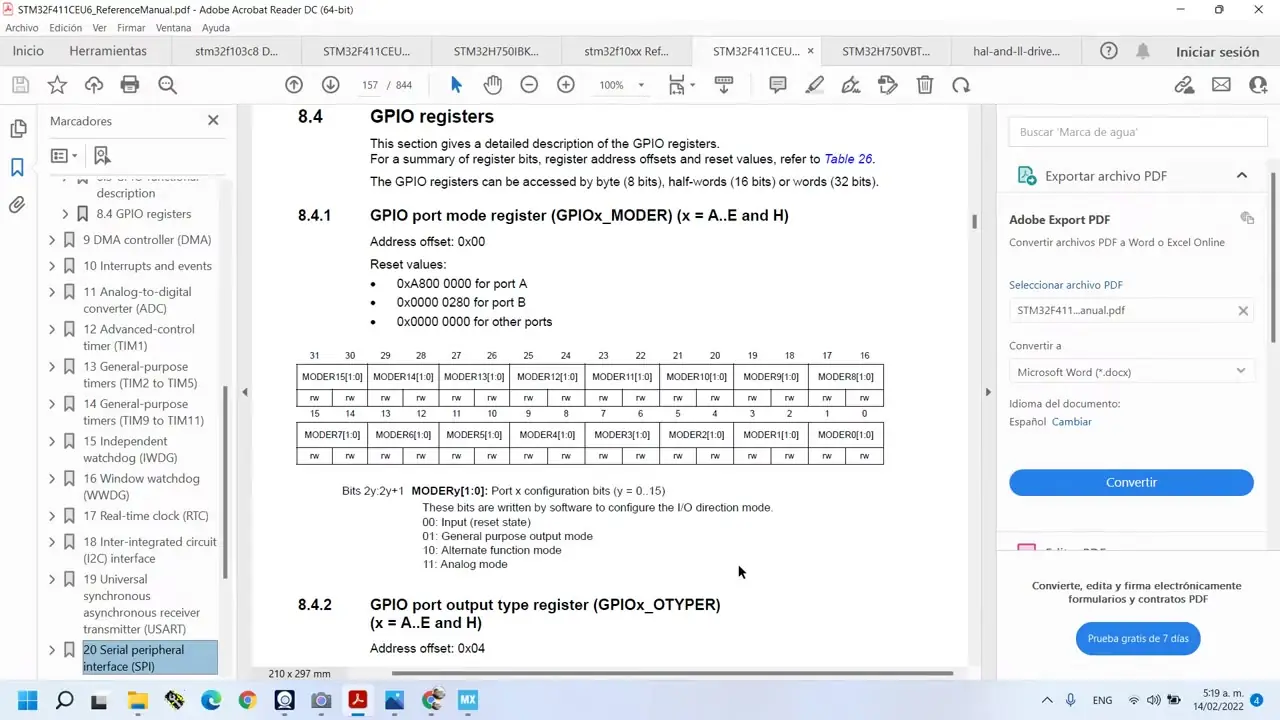 STM32F411CEU6_ReferenceManual.pdf - Adobe Acrobat Reader DC (64-bit)
Archivo Edición Ver Firmar Ventana Ayuda
Inicio Herramientas stm32f103c8 D... STM32F411CEU... STM32H750IBK... stm32f10xx Ref... STM32F411CEU... × STM32H750VBT... hal-and-ll-drive... Iniciar sesión
157 / 844 100%
Marcadores
description
8.4 GPIO registers
9 DMA controller (DMA)
10 Interrupts and events
11 Analog-to-digital
converter (ADC)
12 Advanced-control
timer (TIM1)
13 General-purpose
timers (TIM2 to TIM5)
14 General-purpose
timers (TIM9 to TIM11)
15 Independent
watchdog (IWDG)
16 Window watchdog
(WWDG)
17 Real-time clock (RTC)
18 Inter-integrated circuit
(I2C) interface
19 Universal
synchronous
asynchronous receiver
transmitter (USART)
20 Serial peripheral
interface (SPI)
8.4 GPIO registers
This section gives a detailed description of the GPIO registers.
For a summary of register bits, register address offsets and reset values, refer to Table 26.
The GPIO registers can be accessed by byte (8 bits), half-words (16 bits) or words (32 bits).
8.4.1 GPIO port mode register (GPIOx_MODER) (x = A..E and H)
Address offset: 0x00
Reset values:
• 0xA800 0000 for port A
• 0x0000 0280 for port B
• 0x0000 0000 for other ports
31 30 29 28 27 26 25 24 23 22 21 20 19 18 17 16
MODER15[1:0] MODER14[1:0] MODER13[1:0] MODER12[1:0] MODER11[1:0] MODER10[1:0] MODER9[1:0] MODER8[1:0]
rw rw rw rw rw rw rw rw rw rw rw rw rw rw rw rw
15 14 13 12 11 10 9 8 7 6 5 4 3 2 1 0
MODER7[1:0] MODER6[1:0] MODER5[1:0] MODER4[1:0] MODER3[1:0] MODER2[1:0] MODER1[1:0] MODER0[1:0]
rw rw rw rw rw rw rw rw rw rw rw rw rw rw rw rw
Bits 2y:2y+1 MODERy[1:0]: Port x configuration bits (y = 0..15)
These bits are written by software to configure the I/O direction mode.
00: Input (reset state)
01: General purpose output mode
10: Alternate function mode
11: Analog mode
8.4.2 GPIO port output type register (GPIOx_OTYPER)
(x = A..E and H)
Address offset: 0x04
210 x 297 mm
Buscar 'Marca de agua'
Exportar archivo PDF
Adobe Export PDF
Convertir archivos PDF a Word o Excel Online
Seleccionar archivo PDF
STM32F411...anual.pdf
Convertir a
Microsoft Word (*.docx)
Idioma del documento:
Español Cambiar
Convertir
Convierte, edita y firma electrónicamente
formularios y contratos PDF
Prueba gratis de 7 días
MX
ENG
5:19 a. m.
14/02/2022
4